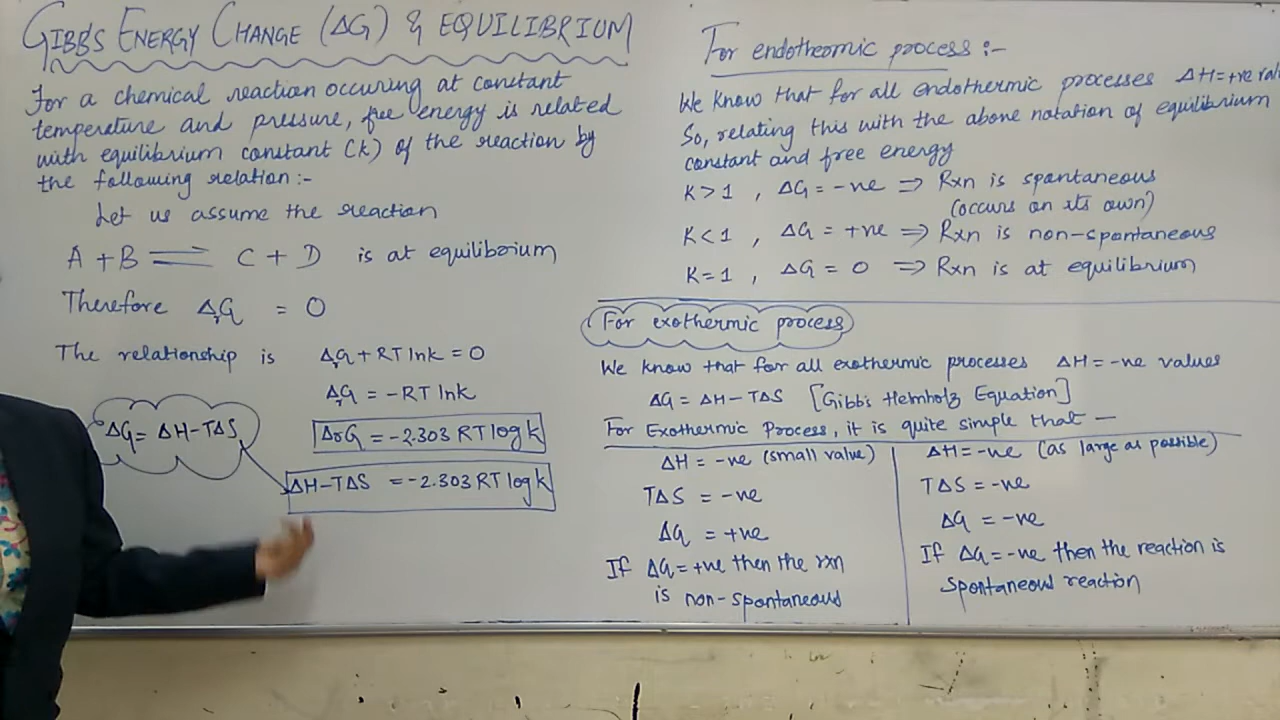 GIBB'S ENERGY CHANGE (ΔG) & EQUILIBRIUM
For a chemical reaction occuring at constant
temperature and pressure, free energy is related
with equilibrium constant (K) of the reaction by
the following relation:-
Let us assume the reaction
A + B ⇌ C + D is at equilibrium
Therefore ΔrG = 0
The relationship is ΔrG + RT lnk = 0
ΔrG = -RT lnk
ΔG = ΔH-TΔS
ΔrG = -2.303 RT log k
ΔH-TΔS = -2.303 RT log k
For endothermic process :-
We know that for all endothermic processes ΔH = +ve
So, relating this with the above notation of equilibrium
constant and free energy
K > 1 , ΔG = -ve ⇒ Rxn is spontaneous
(occurs on its own)
K < 1 , ΔG = +ve ⇒ Rxn is non-spontaneous
K = 1 , ΔG = 0 ⇒ Rxn is at equilibrium
For exothermic process
We know that for all exothermic processes ΔH = -ve values
ΔG = ΔH - TΔS [Gibbs Helmholz Equation]
For Exothermic Process, it is quite simple that —
ΔH = -ve (small value)
TΔS = -ve
ΔG = +ve
If ΔG = +ve then the rxn
is non-spontaneous
ΔH = -ve (as large as possible)
TΔS = -ve
ΔG = -ve
If ΔG = -ve then the reaction is
spontaneous reaction